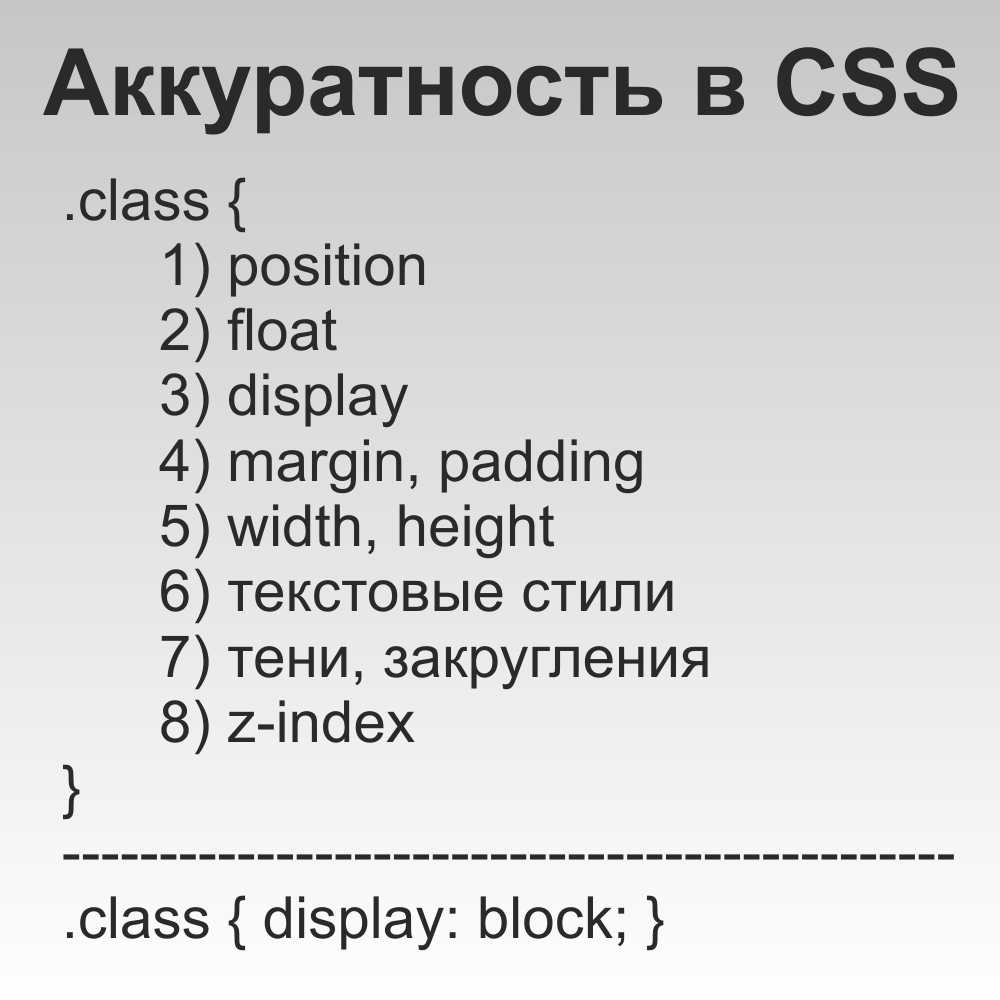 Аккуратность в CSS
.class {
1) position
2) float
3) display
4) margin, padding
5) width, height
6) текстовые стили
7) тени, закругления
8) z-index
}
----------------------------------------------
.class { display: block; }